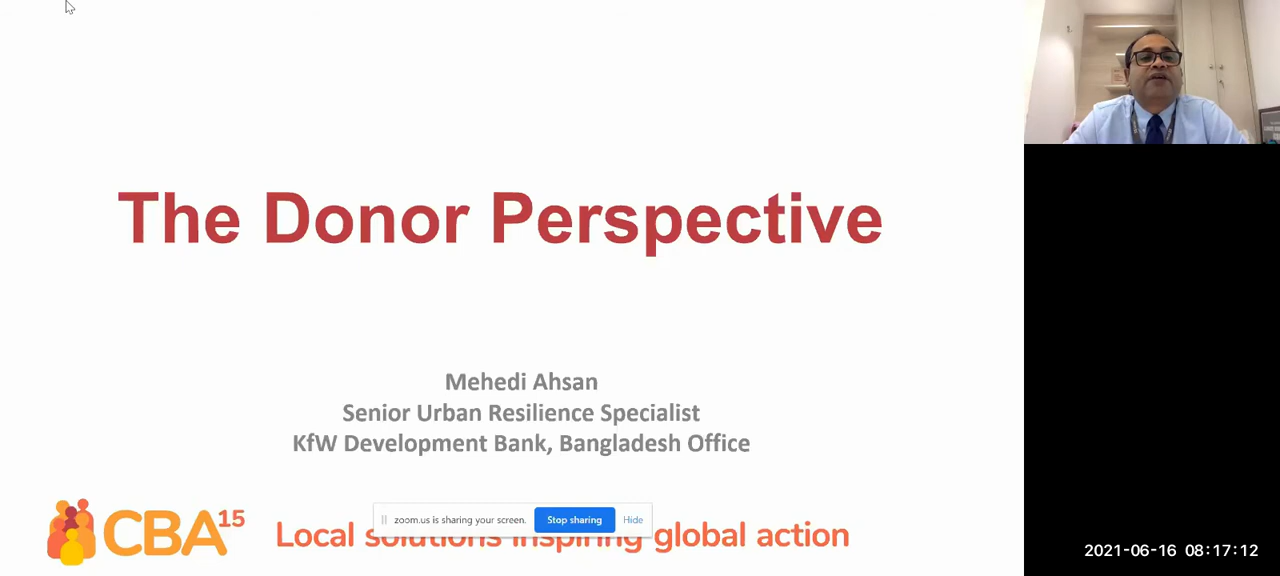 The Donor Perspective
Mehedi Ahsan
Senior Urban Resilience Specialist
KfW Development Bank, Bangladesh Office
CBA15
Local solutions inspiring global action
zoom.us is sharing your screen. Stop sharing Hide
2021-06-16 08:17:12